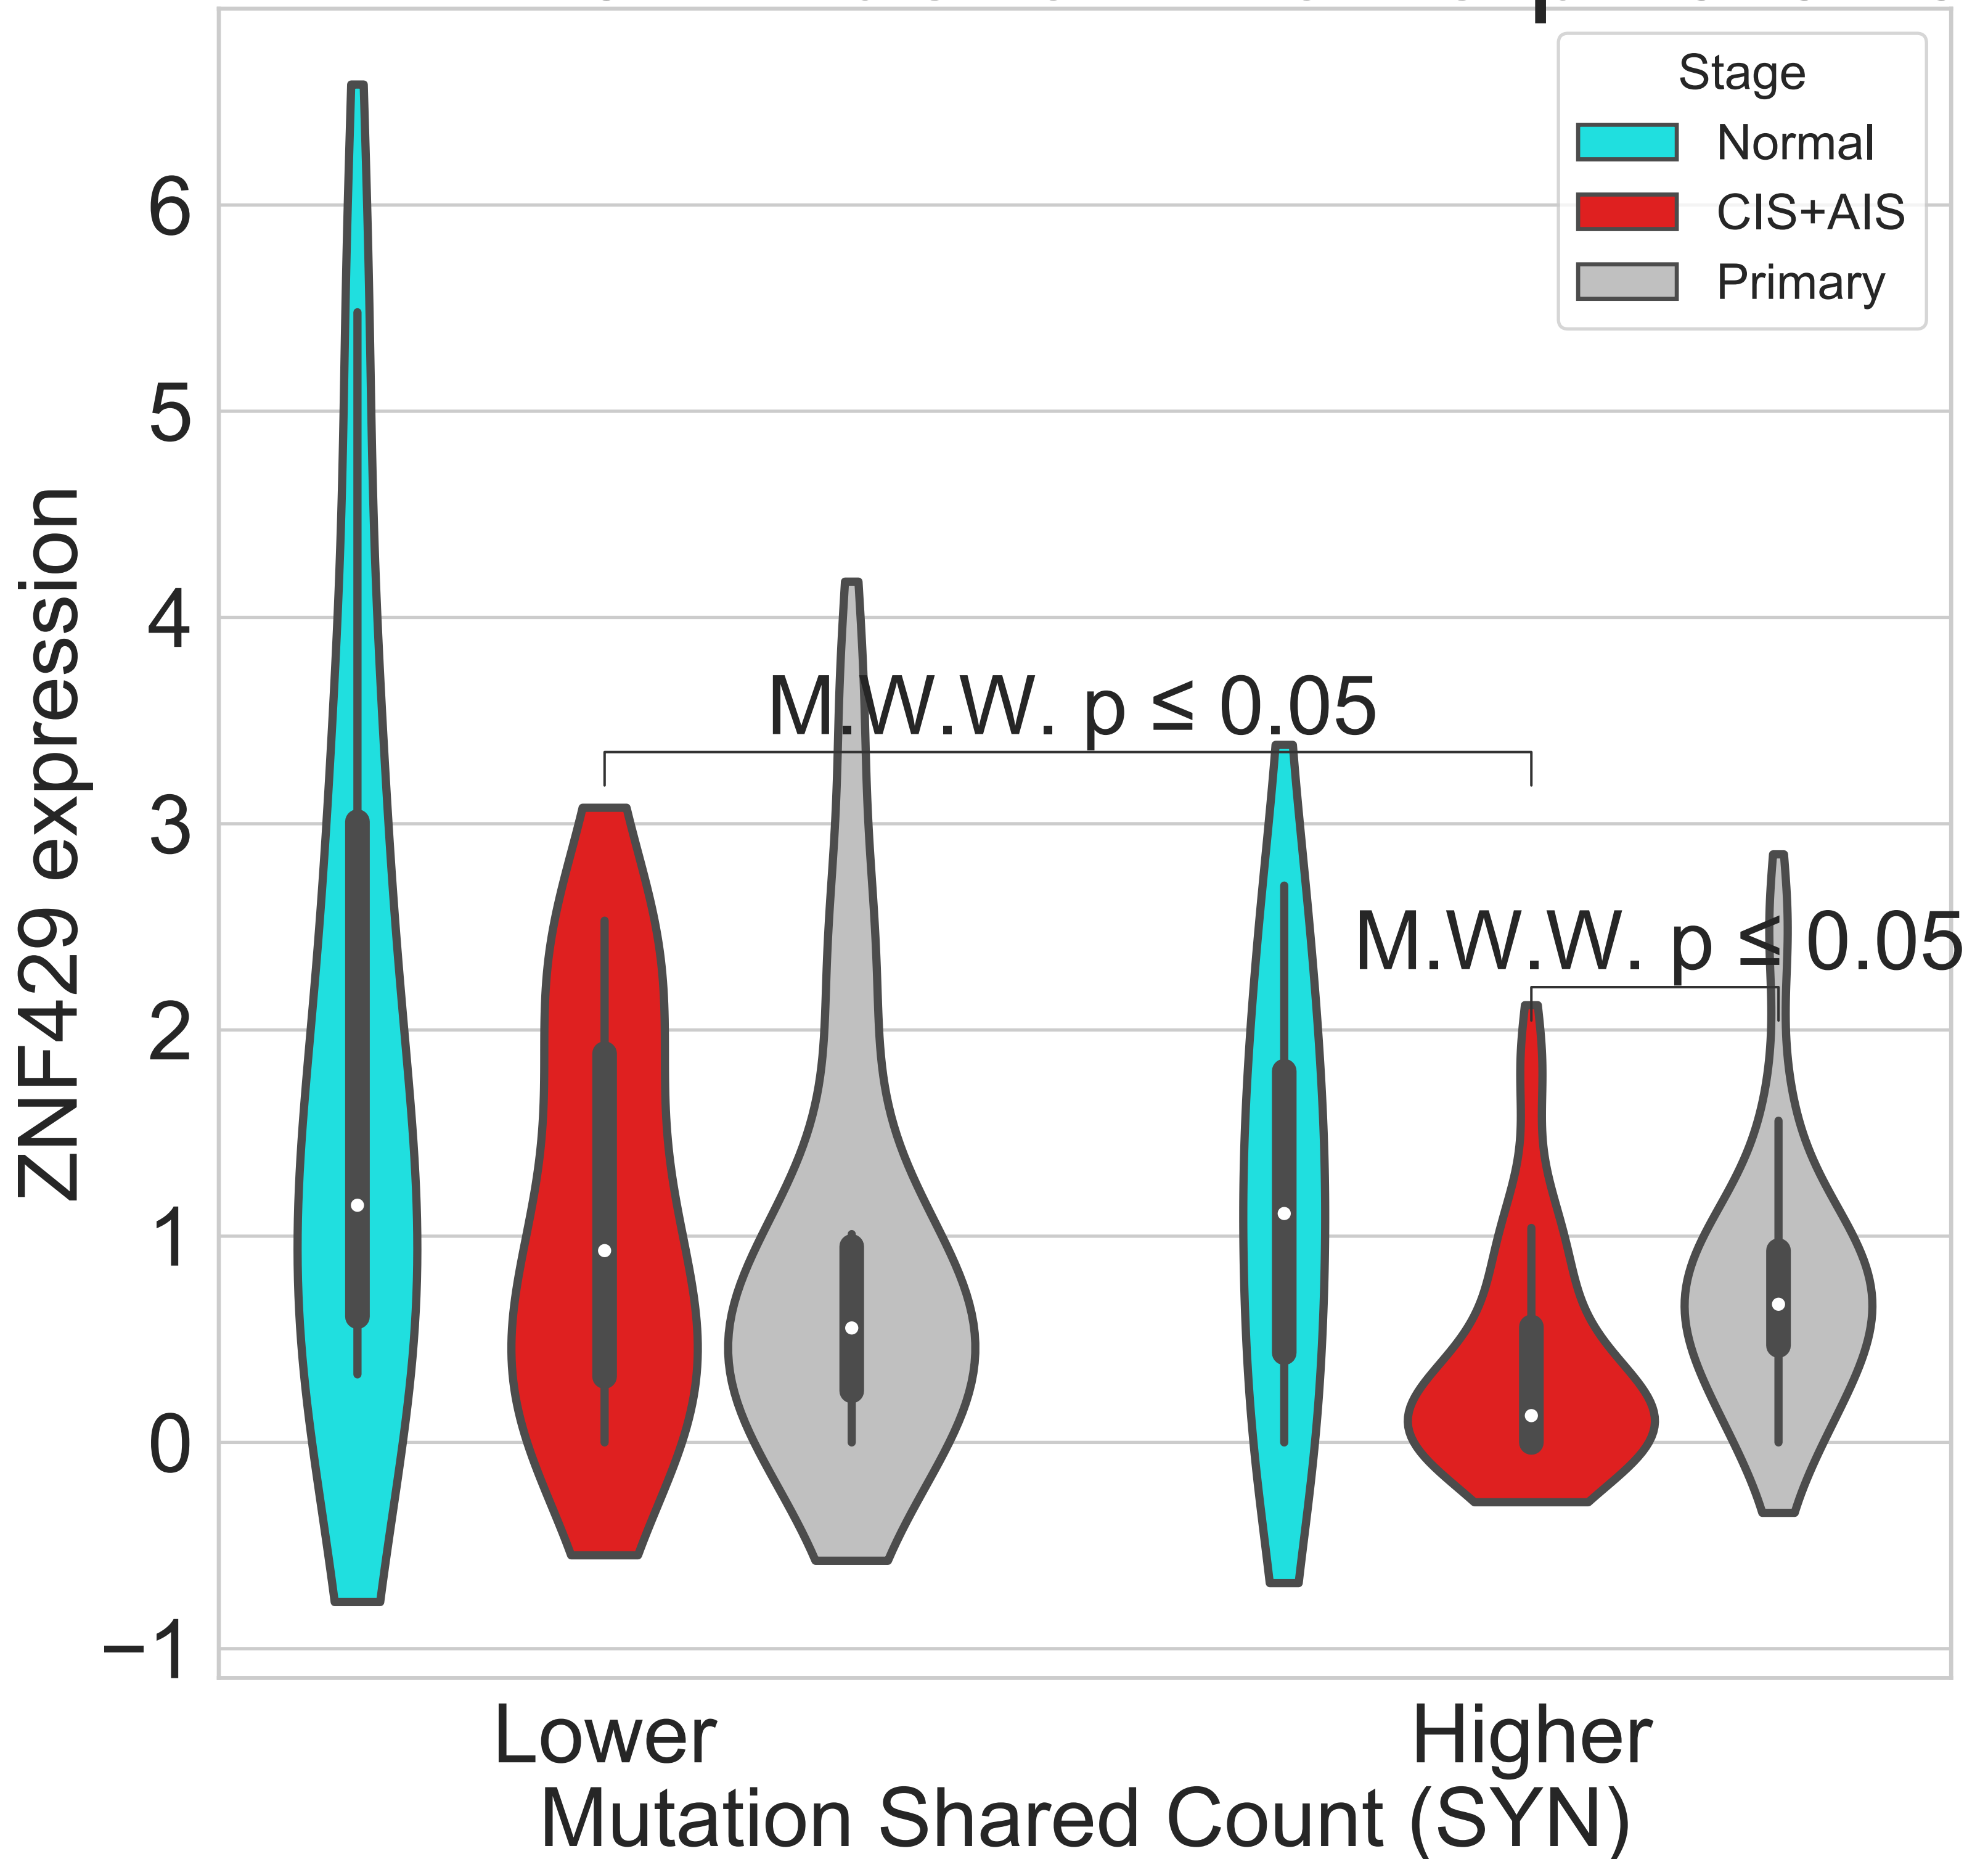 Stage
Normal
CIS+AIS
Primary
6
5
4
3
2
1
0
−1
ZNF429 expression
M.W.W. p ≤ 0.05
M.W.W. p ≤ 0.05
Lower
Higher
Mutation Shared Count (SYN)